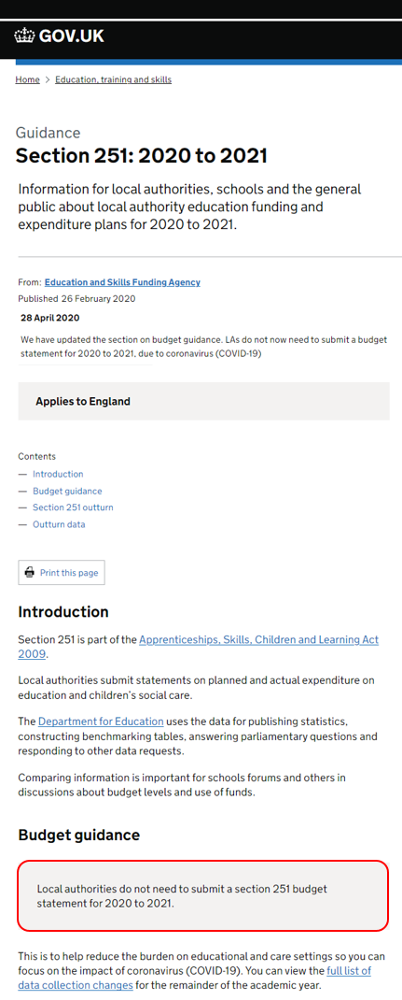 GOV.UK
Home > Education, training and skills
Guidance
Section 251: 2020 to 2021
Information for local authorities, schools and the general
public about local authority education funding and
expenditure plans for 2020 to 2021.
From: Education and Skills Funding Agency
Published 26 February 2020
28 April 2020
We have updated the section on budget guidance. LAs do not now need to submit a budget
statement for 2020 to 2021, due to coronavirus (COVID-19)
Applies to England
Contents
— Introduction
— Budget guidance
— Section 251 outturn
— Outturn data
Print this page
Introduction
Section 251 is part of the Apprenticeships, Skills, Children and Learning Act
2009.
Local authorities submit statements on planned and actual expenditure on
education and children's social care.
The Department for Education uses the data for publishing statistics,
constructing benchmarking tables, answering parliamentary questions and
responding to other data requests.
Comparing information is important for schools forums and others in
discussions about budget levels and use of funds.
Budget guidance
Local authorities do not need to submit a section 251 budget
statement for 2020 to 2021.
This is to help reduce the burden on educational and care settings so you can
focus on the impact of coronavirus (COVID-19). You can view the full list of
data collection changes for the remainder of the academic year.